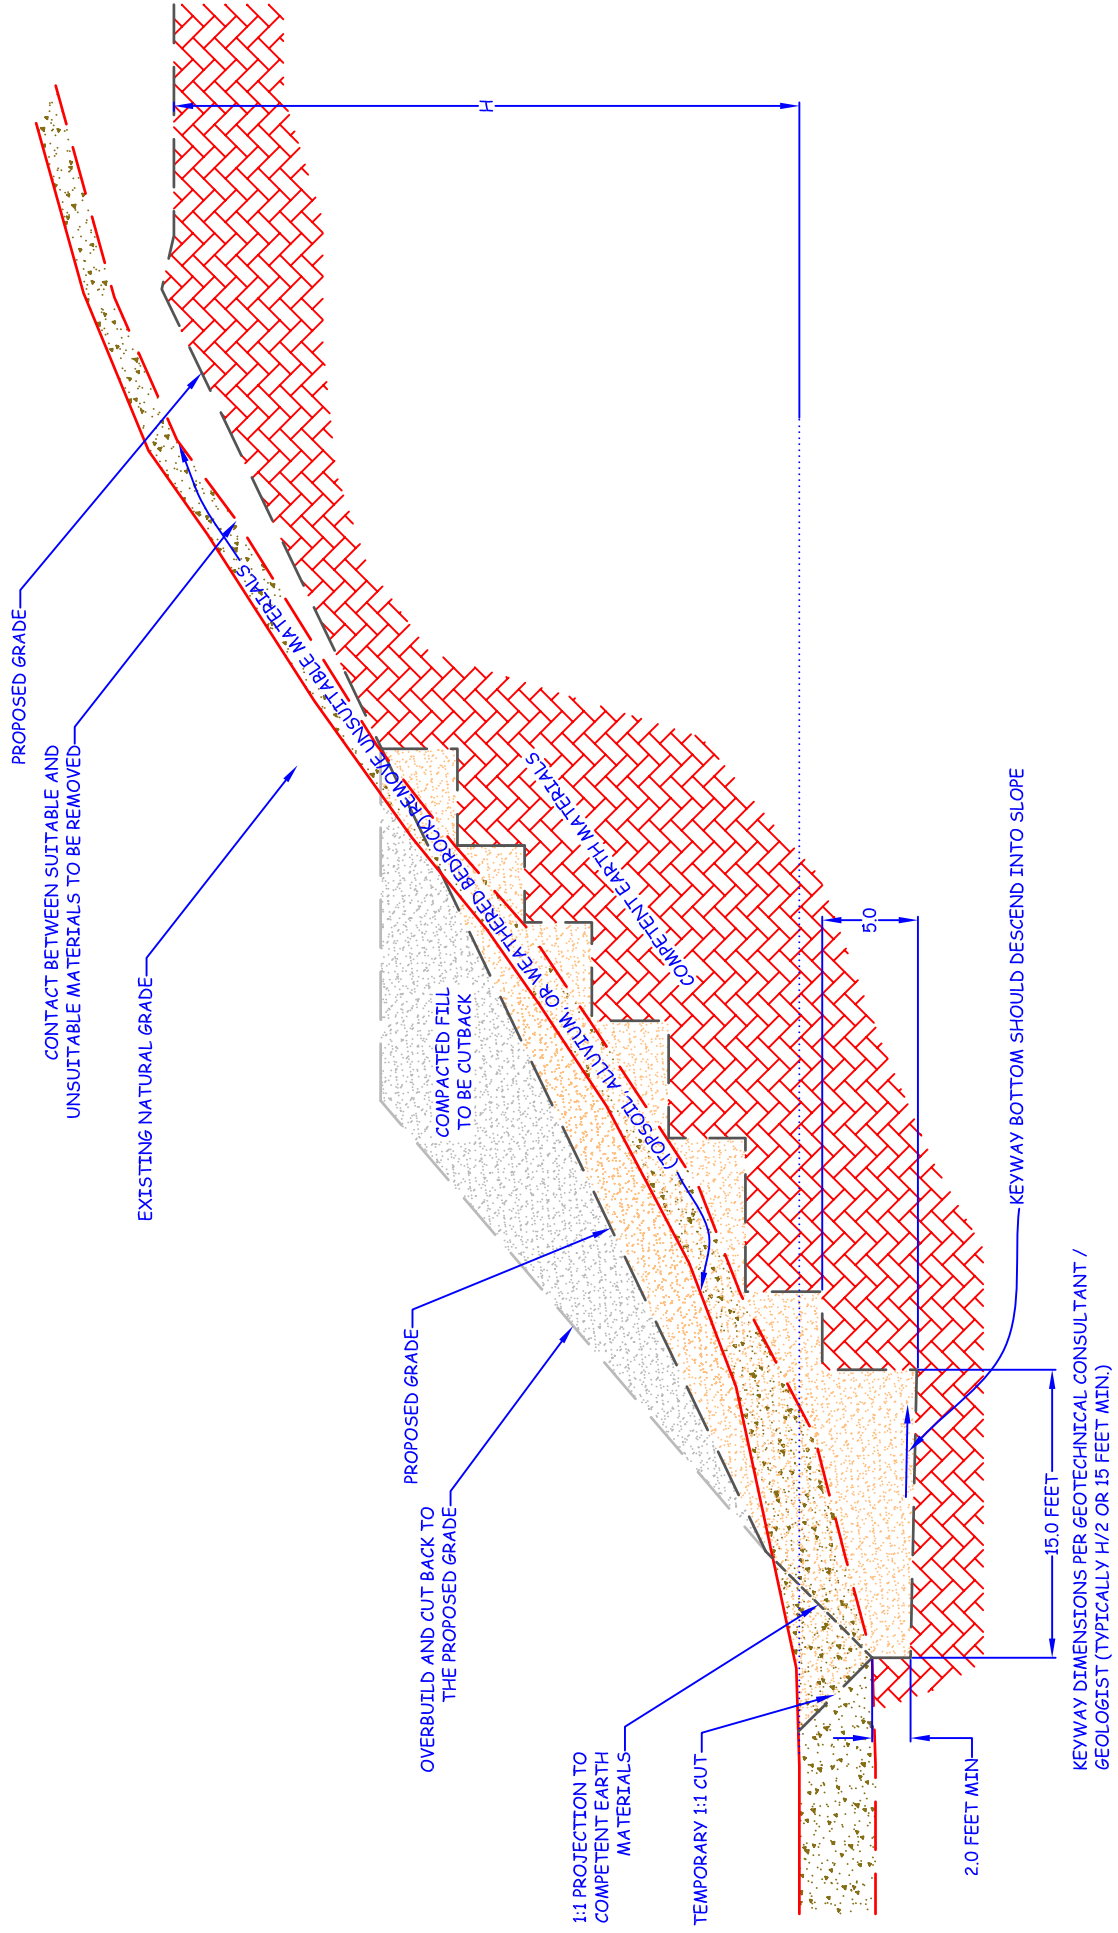 PROPOSED GRADE
CONTACT BETWEEN SUITABLE AND
UNSUITABLE MATERIALS TO BE REMOVED
EXISTING NATURAL GRADE
H
(TOPSOIL, ALLUVIUM, OR WEATHERED BEDROCK) REMOVE UNSUITTABLE MATERIALS
COMPETENT EARTH MATERIALS
COMPACTED FILL
TO BE CUTBACK
PROPOSED GRADE
OVERBUILD AND CUT BACK TO
THE PROPOSED GRADE
1:1 PROJECTION TO
COMPETENT EARTH
MATERIALS
TEMPORARY 1:1 CUT
5.0
KEYWAY BOTTOM SHOULD DESCEND INTO SLOPE
15.0 FEET
2.0 FEET MIN
KEYWAY DIMENSIONS PER GEOTECHNICAL CONSULTANT /
GEOLOGIST (TYPICALLY H/2 OR 15 FEET MIN.)